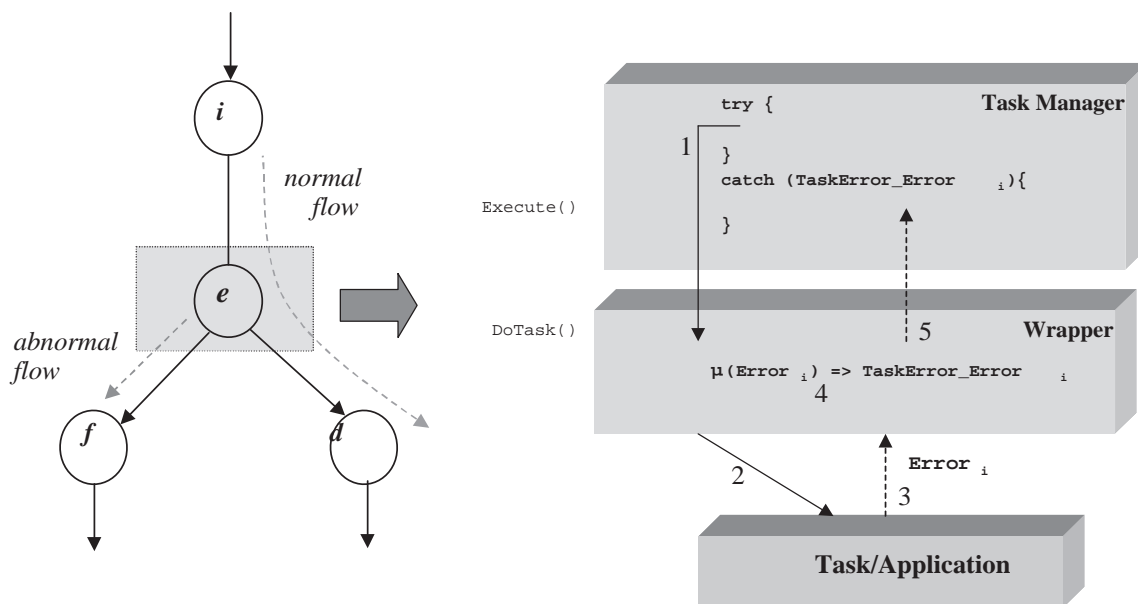 i
normal
flow
e
abnormal
flow
f
d
Task Manager
try {
1
}
catch (TaskError_Error i){
Execute()
}
DoTask()
Wrapper
5
µ(Error i) => TaskError_Error i
4
2
Error i
3
Task/Application